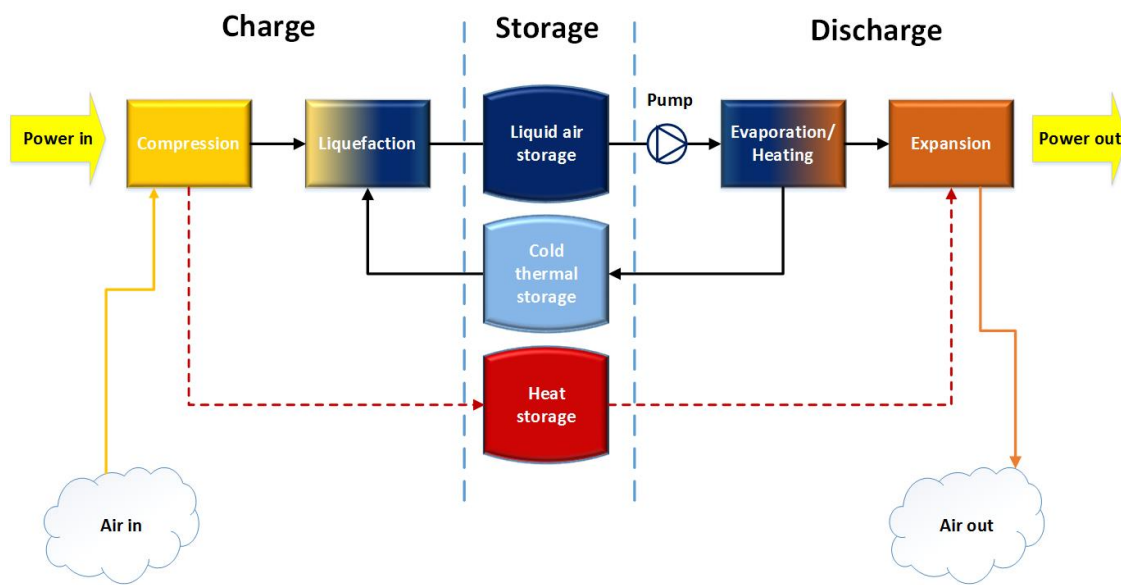 Charge
Storage
Discharge
Power in
Compression
Liquefaction
Liquid air
storage
Pump
Evaporation/
Heating
Expansion
Power out
Cold
thermal
storage
Heat
storage
Air in
Air out